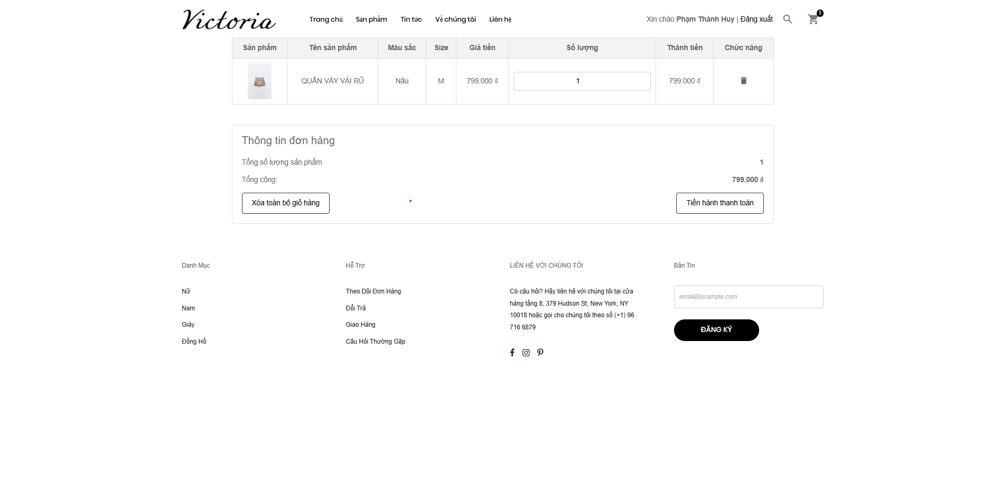 Victoria
Trang chủ Sản phẩm Tin tức Về chúng tôi Liên hệ
Xin chào Phạm Thành Huy | Đăng xuất
1
Sản phẩm Tên sản phẩm Màu sắc Size Giá tiền Số lượng Thành tiền Chức năng
QUẦN VÁY VẢI RŨ Nâu M 799.000 ₫ 1 799.000 ₫
Thông tin đơn hàng
Tổng số lượng sản phẩm 1
Tổng cộng: 799.000 ₫
Xóa toàn bộ giỏ hàng Tiến hành thanh toán
Danh Mục
Nữ
Nam
Giày
Đồng Hồ
Hỗ Trợ
Theo Dõi Đơn Hàng
Đổi Trả
Giao Hàng
Câu Hỏi Thường Gặp
LIÊN HỆ VỚI CHÚNG TÔI
Có câu hỏi? Hãy liên hệ với chúng tôi tại cửa
hàng tầng 8, 379 Hudson St, New York, NY
10018 hoặc gọi cho chúng tôi theo số (+1) 96
716 6879
Bản Tin
email@example.com
ĐĂNG KÝ